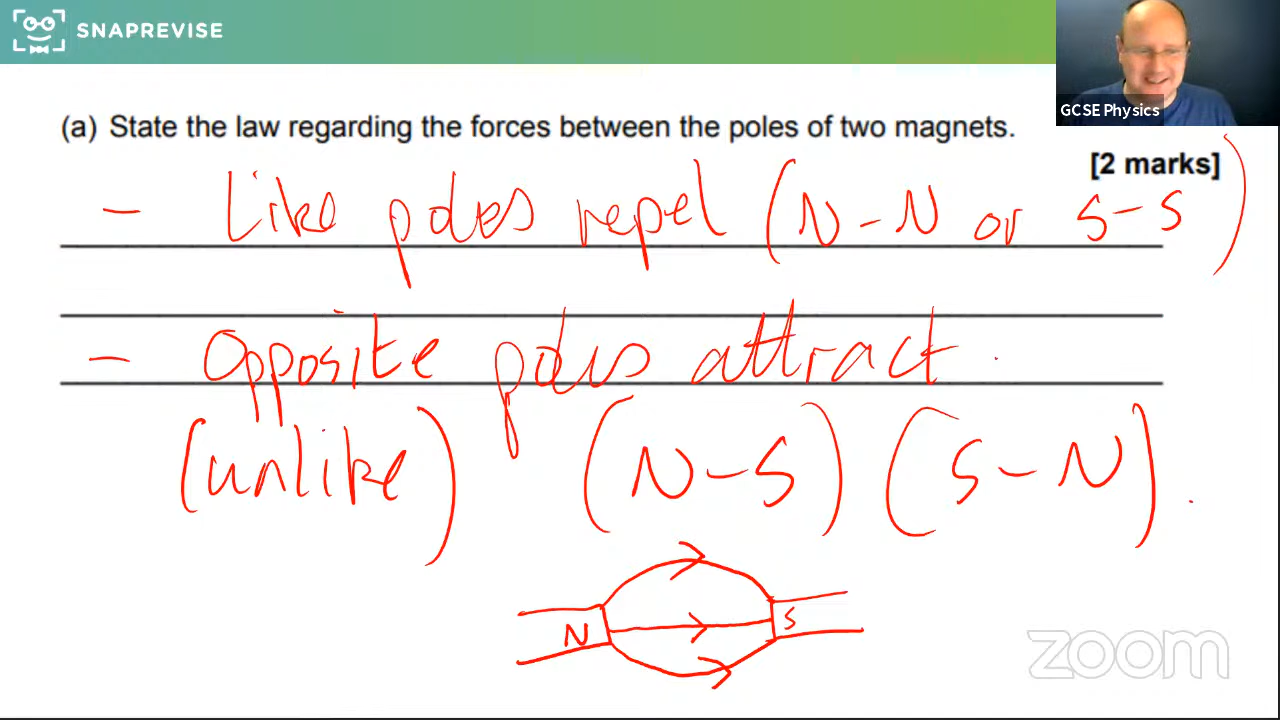 SNAPREVISE
GCSE Physics
(a) State the law regarding the forces between the poles of two magnets.
[2 marks]
- Like poles repel (N-N or S-S)
- Opposite poles attract.
(unlike) (N-S) (S-N).
N S
zoom